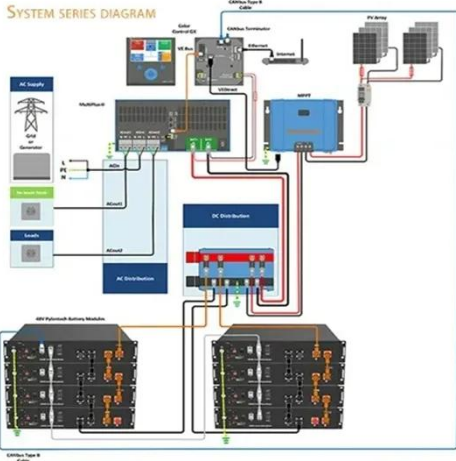 SYSTEM SERIES DIAGRAM
CANbus Type B
Cable
Color
Control GX
CANbus Terminator
VE Bus
Ethernet
Internet
PV Array
AC Supply
Grid
or
Generator
MultiPlus-II
VEDirect
MPPT
L
PE
N
ACin
ACout1
Loads
ACout2
AC Distribution
DC Distribution
48V Pylontech Battery Modules
CANbus Type B
Cable